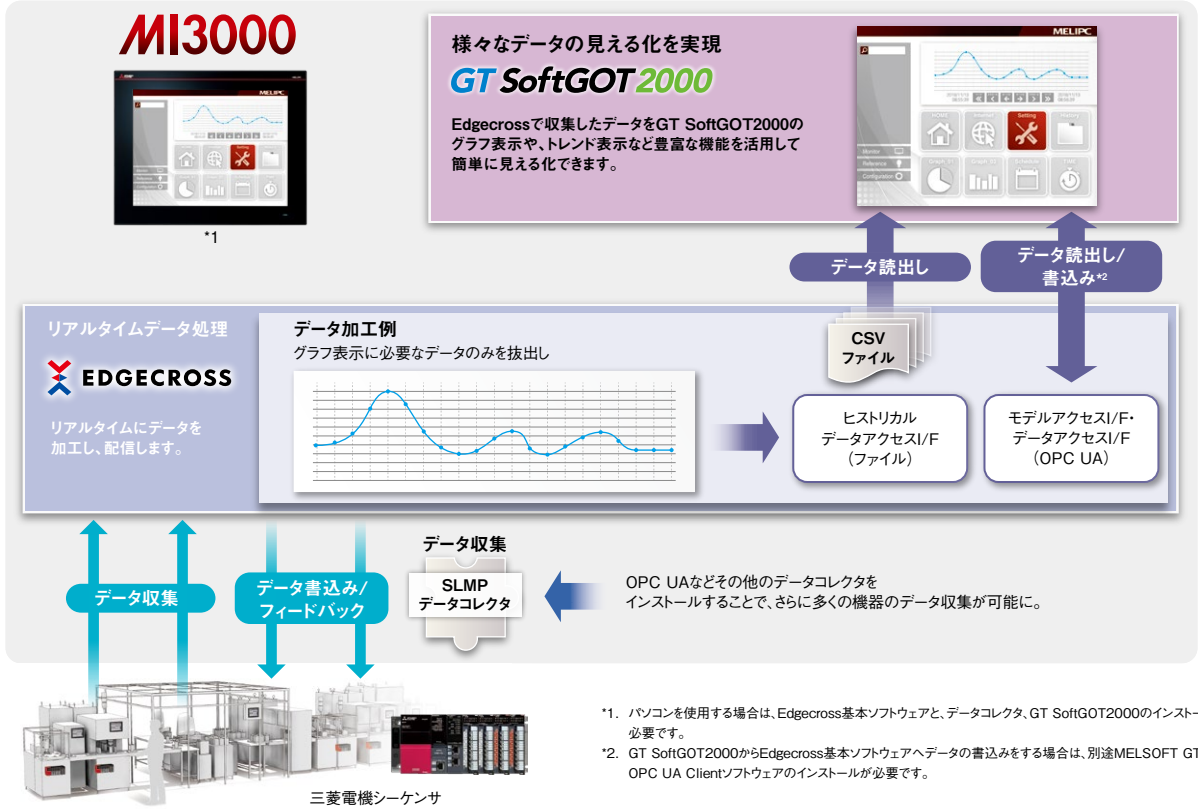 MI3000
MELIPC
*1
様々なデータの見える化を実現
GT SoftGOT2000
Edgecrossで収集したデータをGT SoftGOT2000の
グラフ表示や、トレンド表示など豊富な機能を活用して
簡単に見える化できます。
MELIPC
HOME
Internet
Setting
History
Monitor
Reference
Configuration
Graph_01
Graph_02
Schedule
TIME
データ読出し
データ読出し/
書込み*2
リアルタイムデータ処理
EDGECROSS
リアルタイムにデータを
加工し、配信します。
データ加工例
グラフ表示に必要なデータのみを抜出し
CSV
ファイル
ヒストリカル
データアクセスI/F
（ファイル）
モデルアクセスI/F・
データアクセスI/F
（OPC UA）
データ収集
データ書込み/
フィードバック
データ収集
SLMP
データコレクタ
OPC UAなどその他のデータコレクタを
インストールすることで、さらに多くの機器のデータ収集が可能に。
三菱電機シーケンサ
*1. パソコンを使用する場合は、Edgecross基本ソフトウェアと、データコレクタ、GT SoftGOT2000のインストー
必要です。
*2. GT SoftGOT2000からEdgecross基本ソフトウェアへデータの書込みをする場合は、別途MELSOFT GT
OPC UA Clientソフトウェアのインストールが必要です。